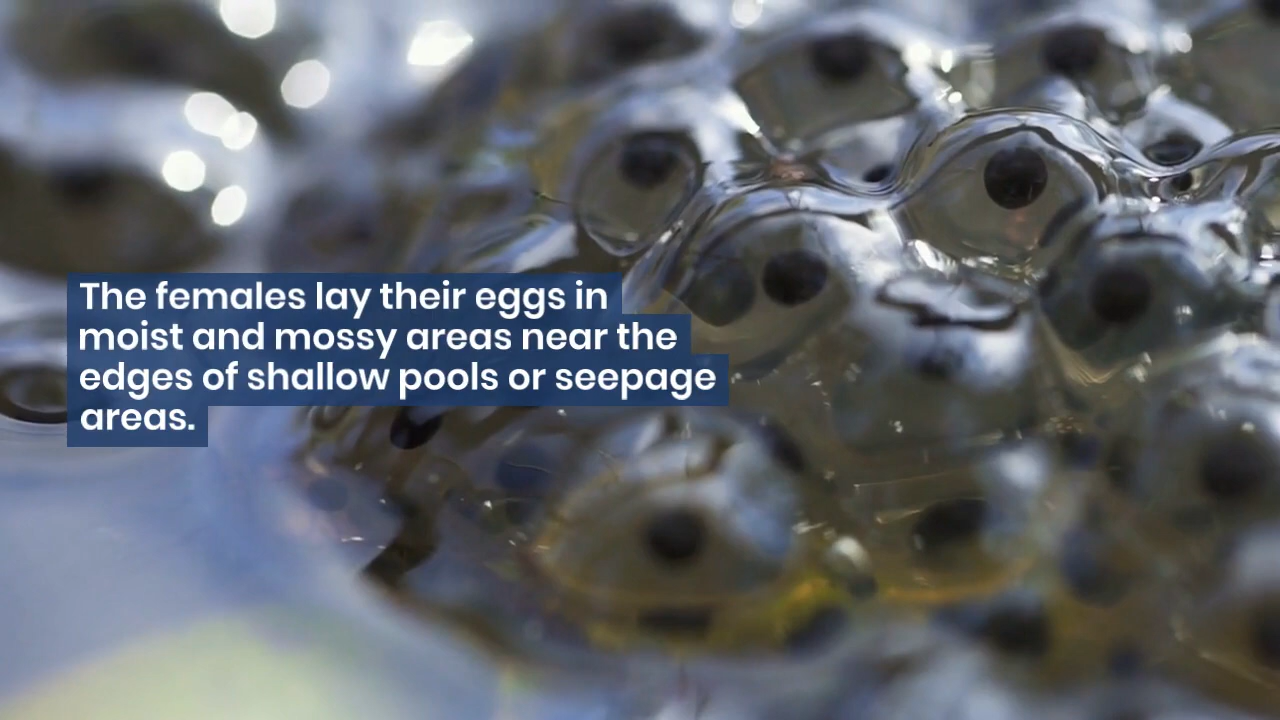 The females lay their eggs in
moist and mossy areas near the
edges of shallow pools or seepage
areas.